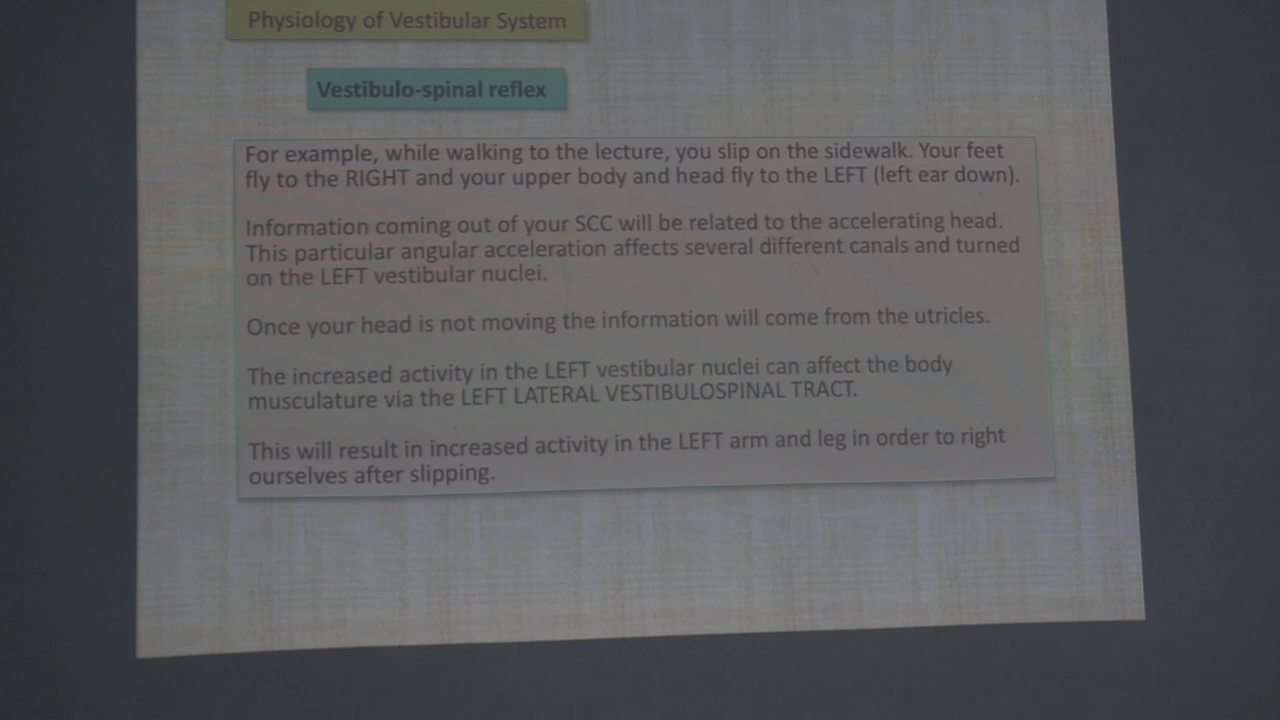 Physiology of Vestibular System
Vestibulo-spinal reflex
For example, while walking to the lecture, you slip on the sidewalk. Your feet
fly to the RIGHT and your upper body and head fly to the LEFT (left ear down).
Information coming out of your SCC will be related to the accelerating head.
This particular angular acceleration affects several different canals and turned
on the LEFT vestibular nuclei.
Once your head is not moving the information will come from the utricles.
The increased activity in the LEFT vestibular nuclei can affect the body
musculature via the LEFT LATERAL VESTIBULOSPINAL TRACT.
This will result in increased activity in the LEFT arm and leg in order to right
ourselves after slipping.